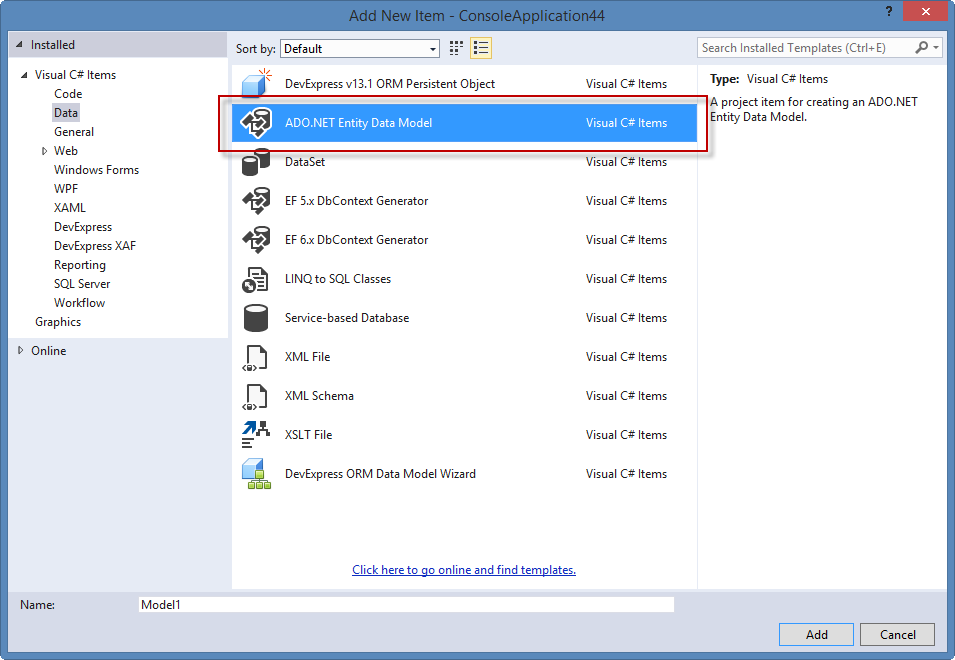 Add New Item - ConsoleApplication44
?
Installed
Sort by: Default
Search Installed Templates (Ctrl+E)
Visual C# Items
Code
Data
General
Web
Windows Forms
WPF
XAML
DevExpress
DevExpress XAF
Reporting
SQL Server
Workflow
Graphics
Online
DevExpress v13.1 ORM Persistent Object Visual C# Items
ADO.NET Entity Data Model Visual C# Items
DataSet Visual C# Items
EF 5.x DbContext Generator Visual C# Items
EF 6.x DbContext Generator Visual C# Items
LINQ to SQL Classes Visual C# Items
Service-based Database Visual C# Items
XML File Visual C# Items
XML Schema Visual C# Items
XSLT File Visual C# Items
DevExpress ORM Data Model Wizard Visual C# Items
Click here to go online and find templates.
Type: Visual C# Items
A project item for creating an ADO.NET
Entity Data Model.
Name: Model1
Add Cancel